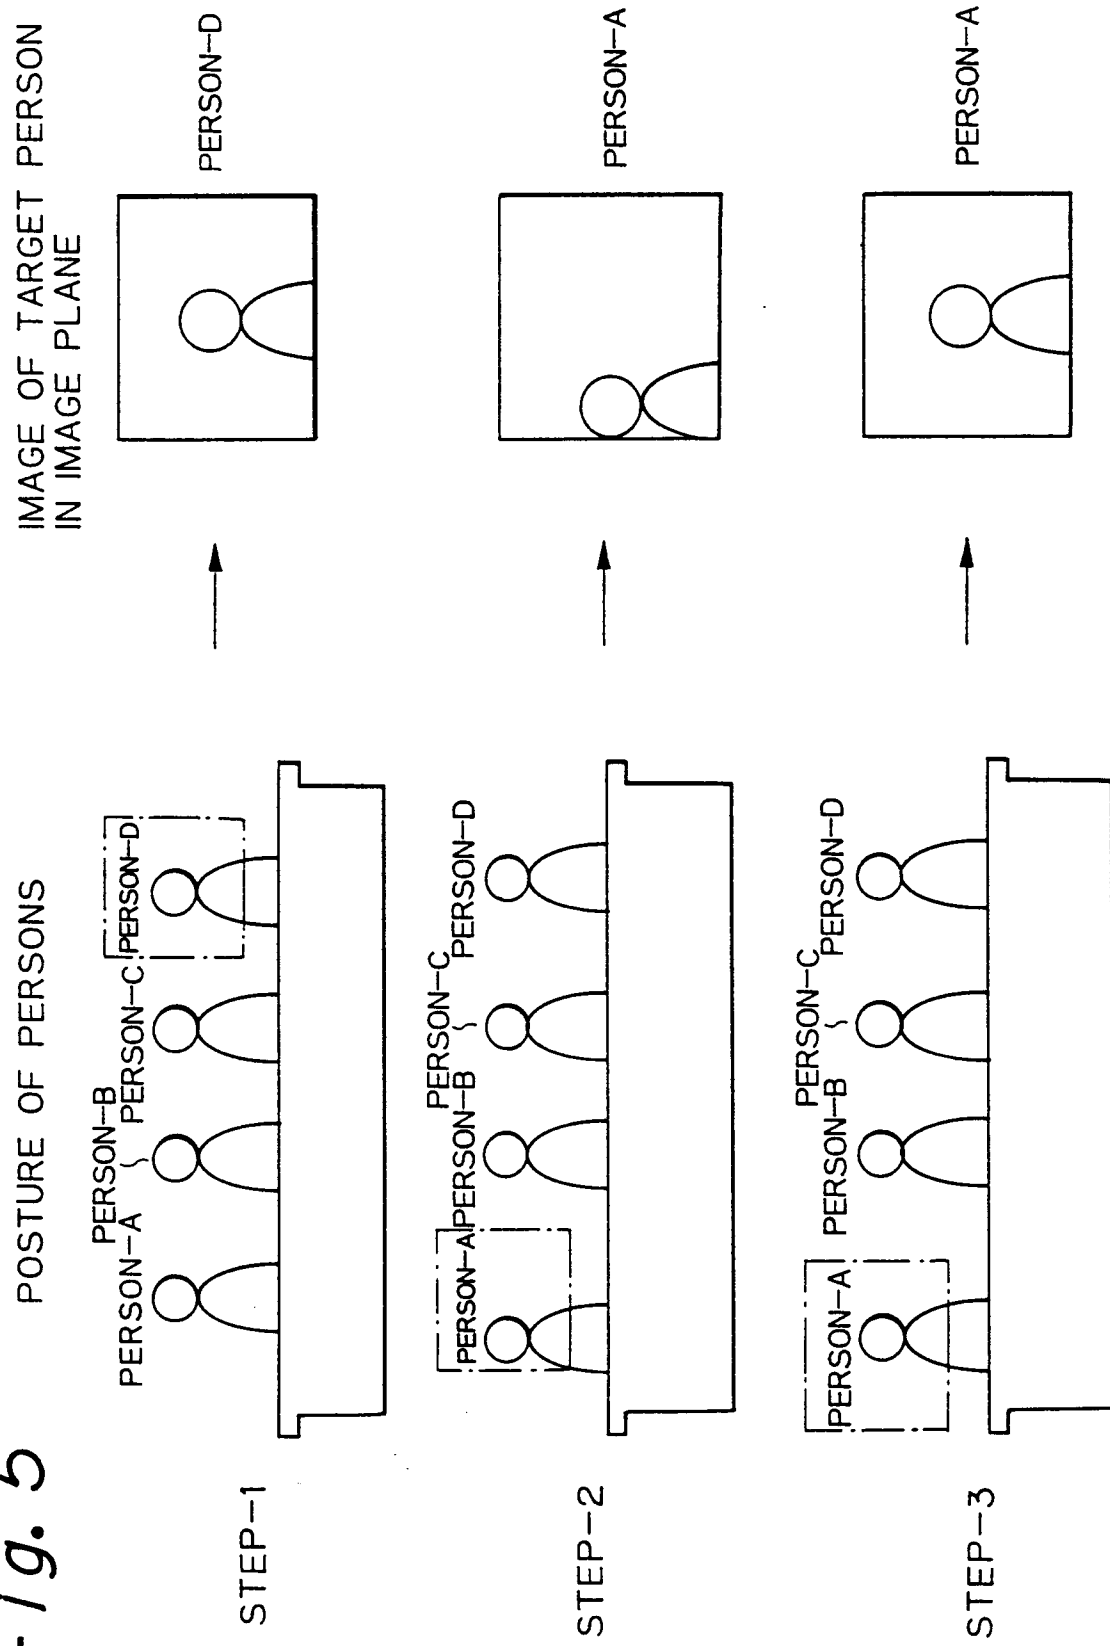 ig. 5
POSTURE OF PERSONS
IMAGE OF TARGET PERSON
IN IMAGE PLANE
STEP-1
PERSON-A
PERSON-B
PERSON-C
PERSON-D
PERSON-D
STEP-2
PERSON-A
PERSON-B
PERSON-C
PERSON-D
PERSON-A
STEP-3
PERSON-A
PERSON-B
PERSON-C
PERSON-D
PERSON-A